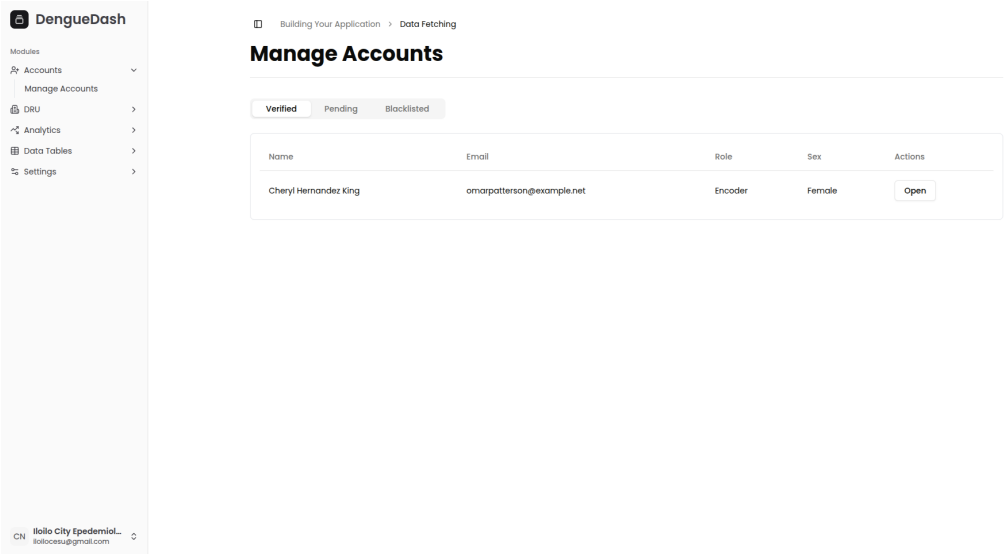 DengueDash
Modules
Accounts
Manage Accounts
DRU
Analytics
Data Tables
Settings
CN
Iloilo City Epedemiol...
iloilocesu@gmail.com
Building Your Application > Data Fetching
Manage Accounts
Verified Pending Blacklisted
Name Email Role Sex Actions
Cheryl Hernandez King omarpatterson@example.net Encoder Female Open